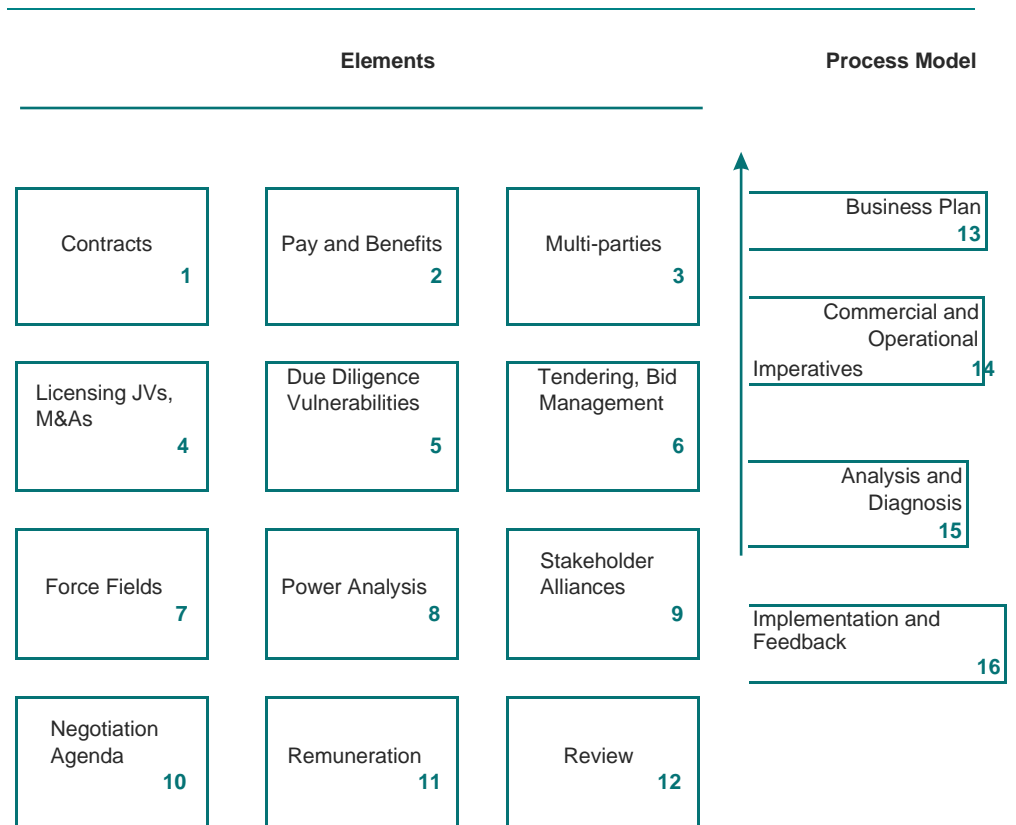 Elements
Process Model
Contracts
1
Pay and Benefits
2
Multi-parties
3
Licensing JVs,
M&As
4
Due Diligence
Vulnerabilities
5
Tendering, Bid
Management
6
Force Fields
7
Power Analysis
8
Stakeholder
Alliances
9
Negotiation
Agenda
10
Remuneration
11
Review
12
Business Plan
13
Commercial and
Operational
Imperatives 14
Analysis and
Diagnosis
15
Implementation and
Feedback
16